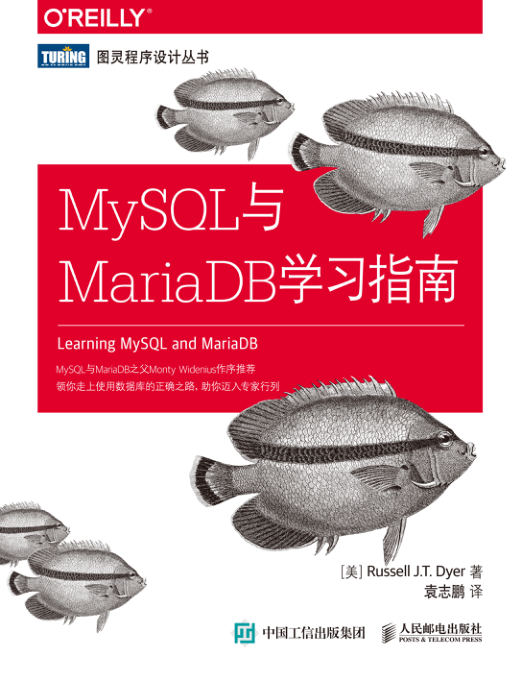 O'REILLY®
TURING 图灵程序设计丛书
MySQL与
MariaDB学习指南
Learning MySQL and MariaDB
MySQL与MariaDB之父Monty Widenius作序推荐
领你走上使用数据库的正确之路，助你迈入专家行列
[美] Russell J.T. Dyer 著
袁志鹏 译
中国工信出版集团 人民邮电出版社
POSTS & TELECOM PRESS